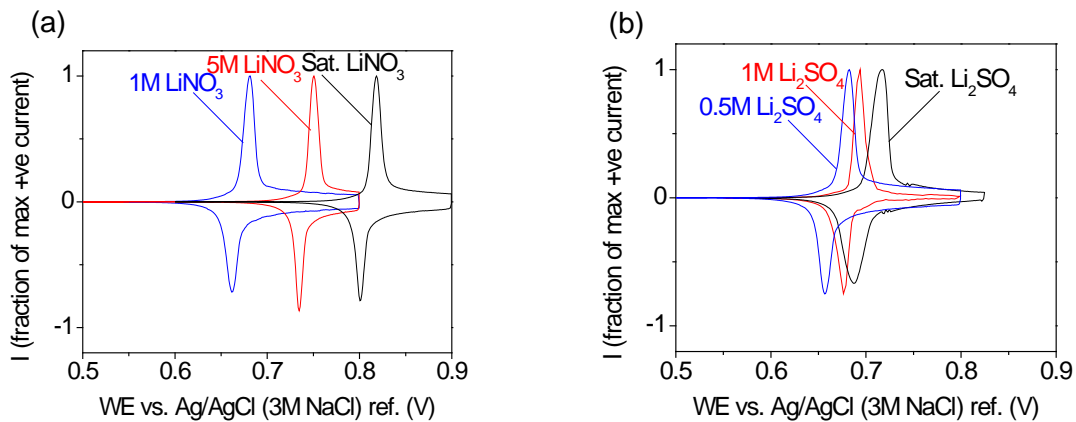 (a)
I (fraction of max +ve current)
1
0
-1
1M LiNO₃
5M LiNO₃
Sat. LiNO₃
0.5 0.6 0.7 0.8 0.9
WE vs. Ag/AgCl (3M NaCl) ref. (V)
(b)
I (fraction of max +ve current)
1
0
-1
1M Li₂SO₄
0.5M Li₂SO₄
Sat. Li₂SO₄
0.5 0.6 0.7 0.8 0.9
WE vs. Ag/AgCl (3M NaCl) ref. (V)